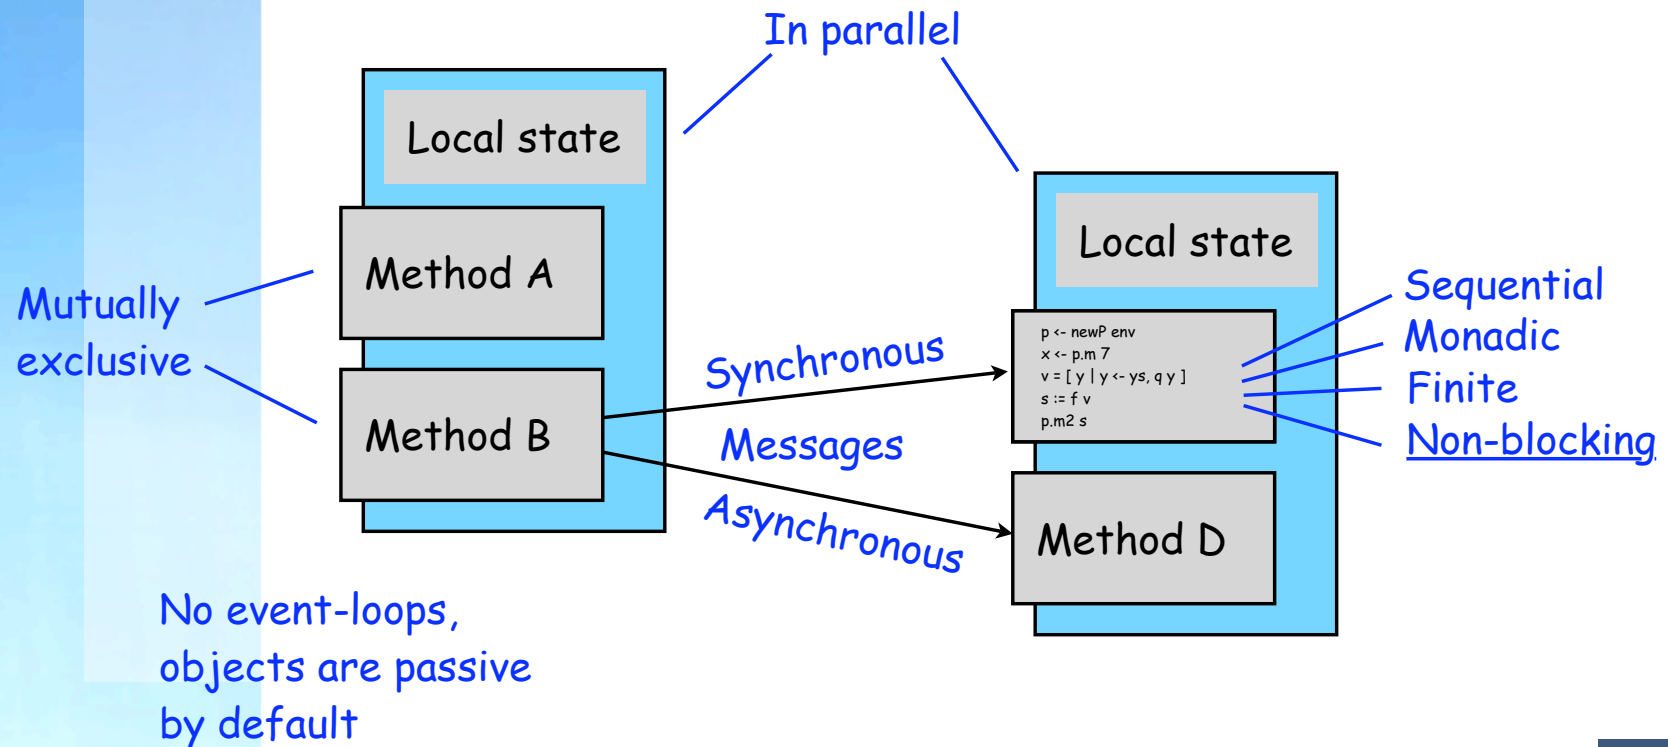 In parallel
Local state
Method A
Method B
Mutually
exclusive
Synchronous
Messages
Asynchronous
Local state
p <- newP env
x <- p.m 7
v = [ y | y <- ys, q y ]
s := f v
p.m2 s
Method D
Sequential
Monadic
Finite
Non-blocking
No event-loops,
objects are passive
by default